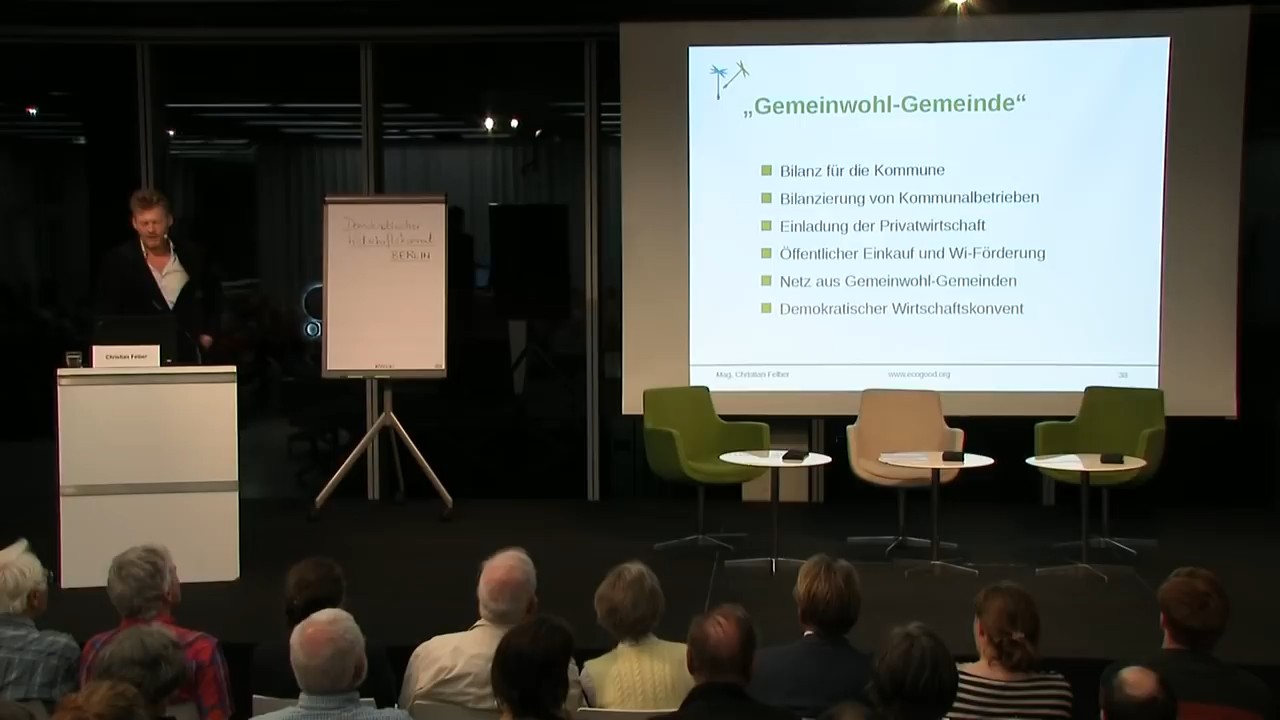 „Gemeinwohl-Gemeinde“
Bilanz für die Kommune
Bilanzierung von Kommunalbetrieben
Einladung der Privatwirtschaft
Öffentlicher Einkauf und Wi-Förderung
Netz aus Gemeinwohl-Gemeinden
Demokratischer Wirtschaftskonvent
Mag. Christian Felber
www.ecogood.org
38
Demokratischer
BERLIN
Christian Felber